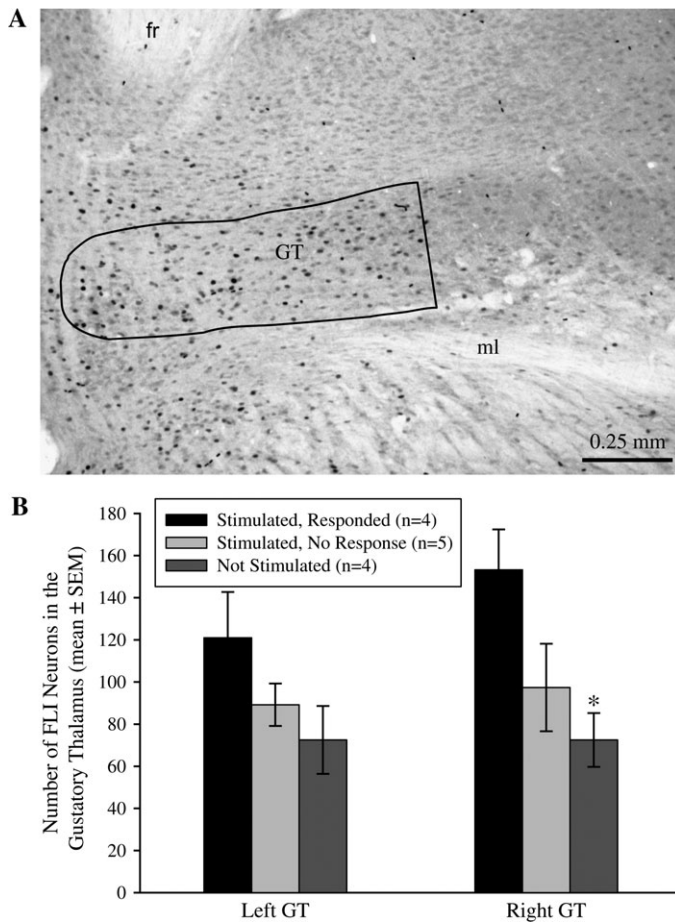 A
fr
GT
ml
0.25 mm
B
Number of FLI Neurons in the
Gustatory Thalamus (mean ± SEM)
180
160
140
120
100
80
60
40
20
0
Stimulated, Responded (n=4)
Stimulated, No Response (n=5)
Not Stimulated (n=4)
*
Left GT
Right GT